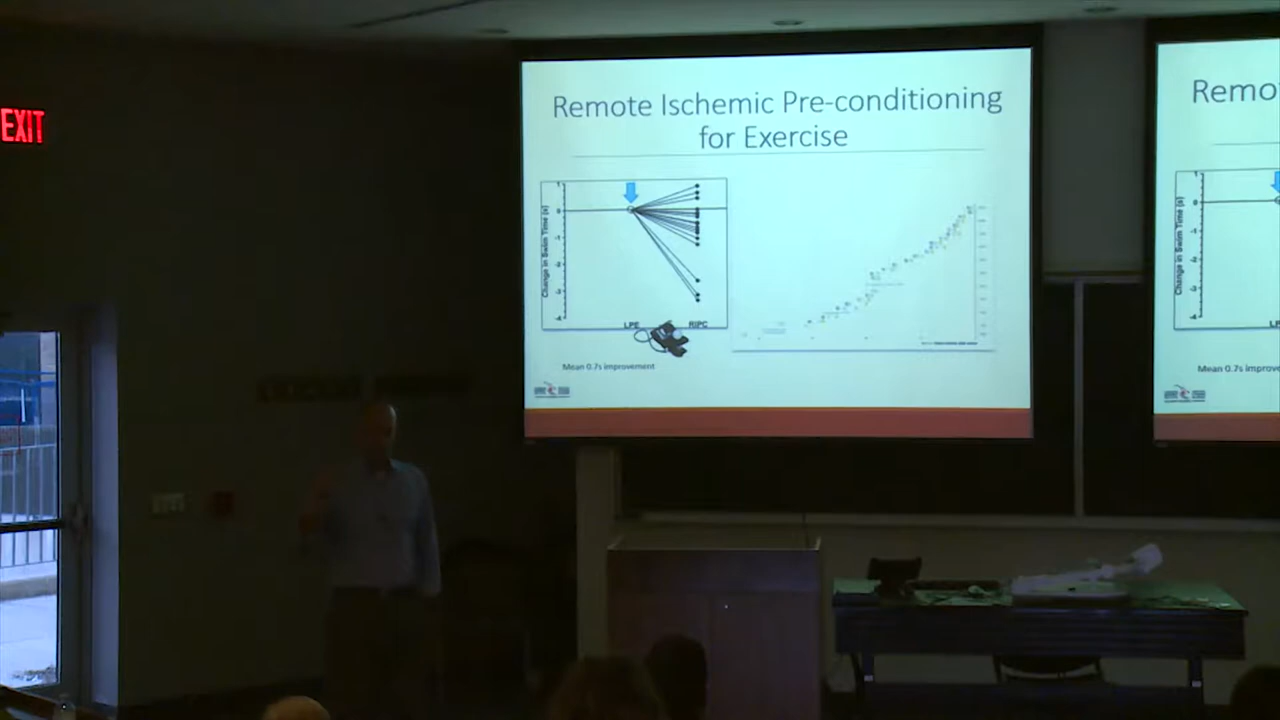 EXIT
Remote Ischemic Pre-conditioning
for Exercise
Change in Swim Time (s)
1
0
-1
-2
-3
-4
LPE
RIPC
Mean 0.7s improvement
Remo
Change in Swim Time (s)
1
0
-1
-2
-3
-4
LP
Mean 0.7s improve